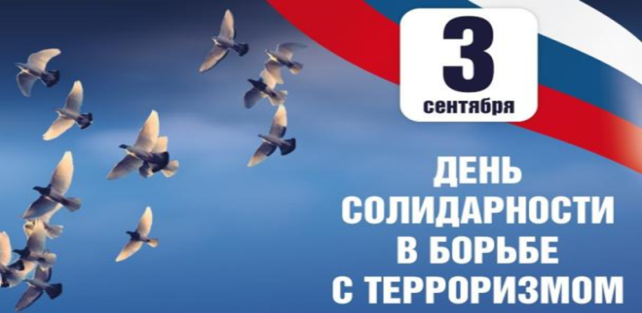 3
сентября
ДЕНЬ
СОЛИДАРНОСТИ
В БОРЬБЕ
С ТЕРРОРИЗМОМ